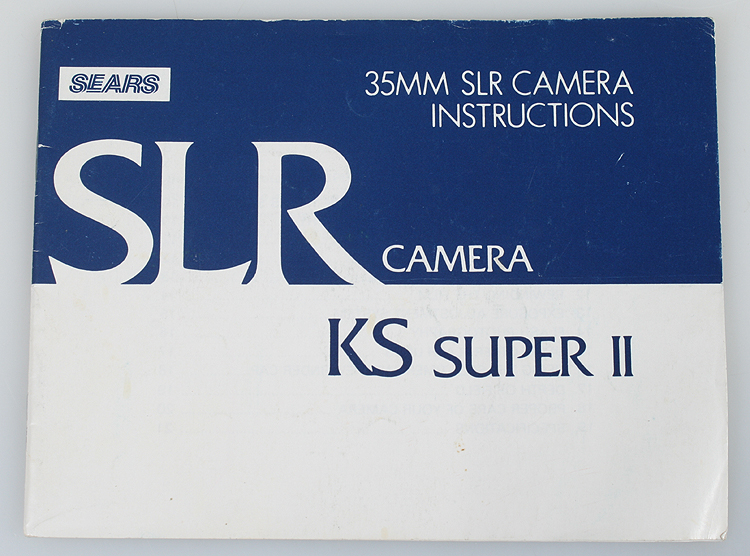 SEARS
35MM SLR CAMERA
INSTRUCTIONS
SLR CAMERA
KS SUPER II